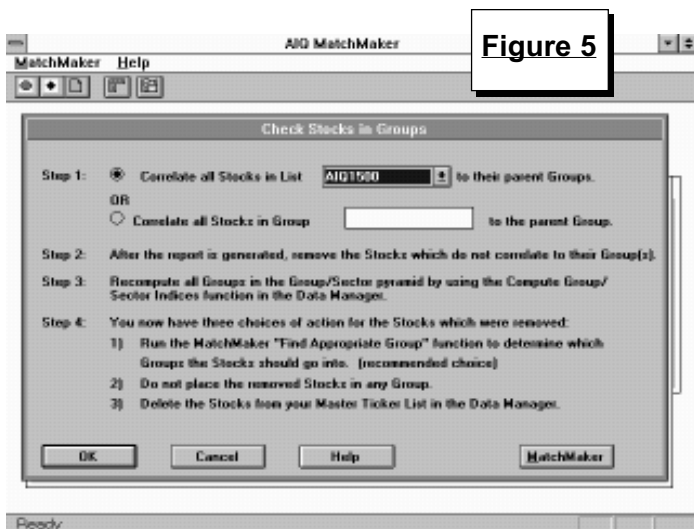 AIQ MatchMaker
Figure 5
MatchMaker Help
Check Stocks in Groups
Step 1: Correlate all Stocks in List AIQ1500 to their parent Groups.
OR
Correlate all Stocks in Group to the parent Group.
Step 2: After the report is generated, remove the Stocks which do not correlate to their Group(s).
Step 3: Recompute all Groups in the Group/Sector pyramid by using the Compute Group/
Sector Indices function in the Data Manager.
Step 4: You now have three choices of action for the Stocks which were removed:
1) Run the MatchMaker "Find Appropriate Group" function to determine which
Groups the Stocks should go into. (recommended choice)
2) Do not place the removed Stocks in any Group.
3) Delete the Stocks from your Master Ticker List in the Data Manager.
OK Cancel Help MatchMaker
Ready